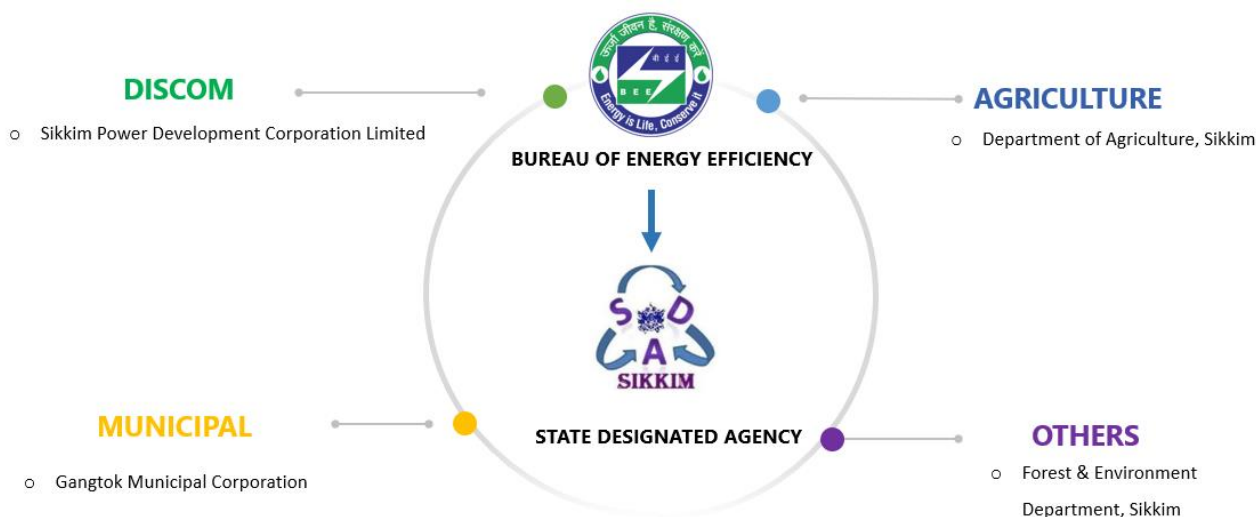 ऊर्जा जीवन है, संरक्षण करें
बी ई ई
BEE
Energy is Life, Conserve it
DISCOM
Sikkim Power Development Corporation Limited
AGRICULTURE
Department of Agriculture, Sikkim
BUREAU OF ENERGY EFFICIENCY
S D
A
SIKKIM
MUNICIPAL
Gangtok Municipal Corporation
STATE DESIGNATED AGENCY
OTHERS
Forest & Environment
Department, Sikkim